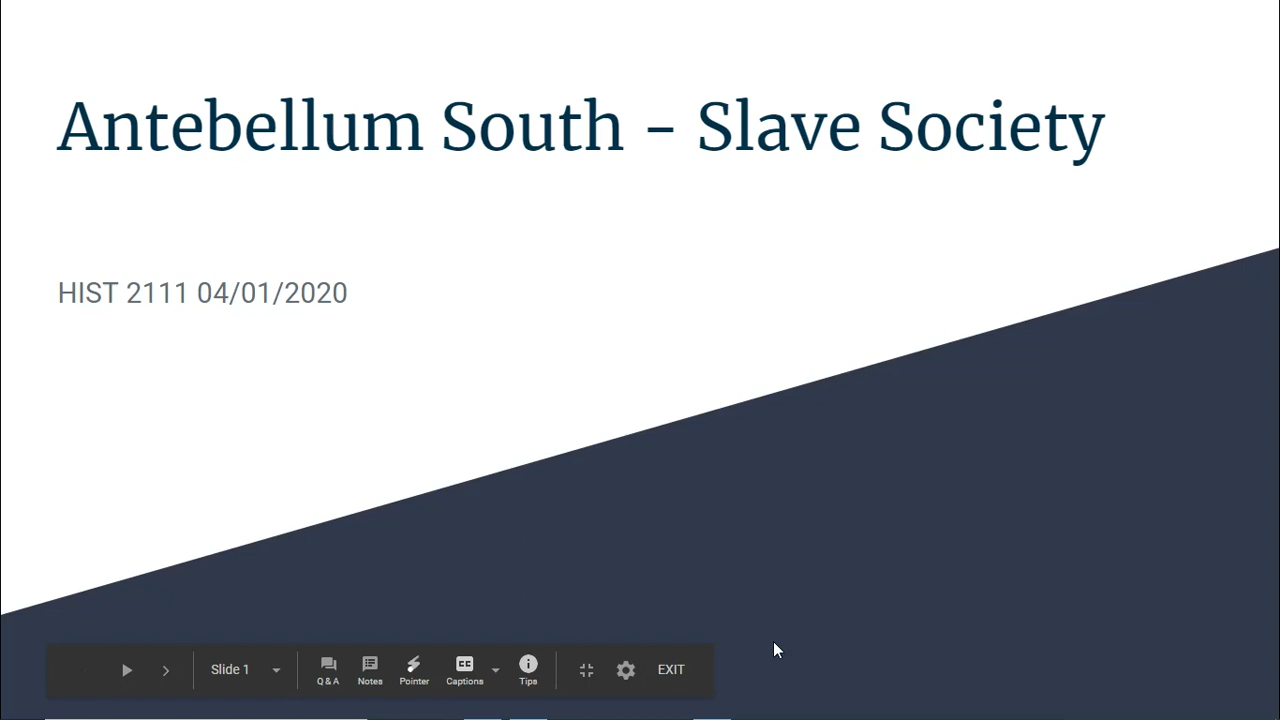 Antebellum South - Slave Society
HIST 2111 04/01/2020
Slide 1
Q & A Notes Pointer Captions Tips EXIT